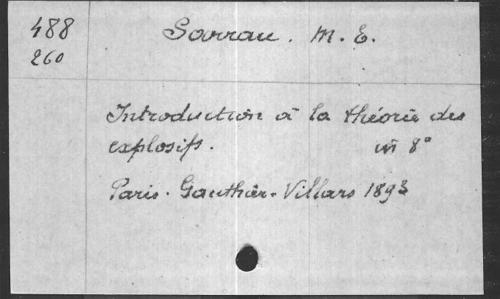 488
260
Sarrau. M. E.
Introduction à la théorie des
explosifs. in 8°
Paris. Gauthier-Villars 1893